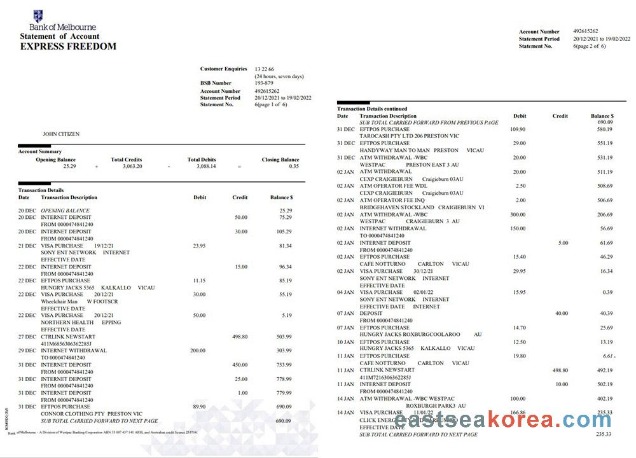 Bank of Melbourne
Statement of Account
EXPRESS FREEDOM
Customer Enquiries 13 22 66
(24 hours, seven days)
BSB Number 193-879
Account Number 492615262
Statement Period 20/12/2021 to 19/02/2022
Statement No. 6(page 1 of 6)
JOHN CITIZEN
Account Summary
Opening Balance Total Credits Total Debits Closing Balance
25.29 + 3,063.20 - 3,088.14 = 0.35
Transaction Details
Date Transaction Description Debit Credit Balance $
20 DEC OPENING BALANCE 25.29
20 DEC INTERNET DEPOSIT 50.00 75.29
FROM 0000474841240
20 DEC INTERNET DEPOSIT 30.00 105.29
FROM 0000474841240
21 DEC VISA PURCHASE 19/12/21 23.95 81.34
SONY ENT NETWORK INTERNET
EFFECTIVE DATE
22 DEC INTERNET DEPOSIT 15.00 96.34
FROM 0000474841240
22 DEC EFTPOS PURCHASE 11.15 85.19
HUNGRY JACKS 5365 KALKALLO VICAU
22 DEC VISA PURCHASE 20/12/21 30.00 55.19
Wheelchair Man W FOOTSCR
EFFECTIVE DATE
22 DEC VISA PURCHASE 20/12/21 50.00 5.19
NORTHERN HEALTH EPPING
EFFECTIVE DATE
27 DEC CTRLINK NEWSTART 498.80 503.99
29 DEC INTERNET WITHDRAWAL 200.00 303.99
TO 0000474841240
31 DEC INTERNET DEPOSIT 450.00 753.99
FROM 0000474841240
31 DEC INTERNET DEPOSIT 25.00 778.99
FROM 0000474841240
31 DEC INTERNET DEPOSIT 1.00 779.99
FROM 0000474841240
31 DEC EFTPOS PURCHASE 89.90 690.09
CONNOR CLOTHING PTY PRESTON VIC
SUB TOTAL CARRIED FORWARD TO NEXT PAGE 690.09
Account Number 492615262
Statement Period 20/12/2021 to 19/02/2022
Statement No. 6(page 2 of 6)
Transaction Details continued
Date Transaction Description Debit Credit Balance $
SUB TOTAL CARRIED FORWARD FROM PREVIOUS PAGE 690.09
31 DEC EFTPOS PURCHASE 109.90 580.19
TAROCASH PTY LTD 206 PRESTON VIC
31 DEC EFTPOS PURCHASE 29.00 551.19
HANDYWAY MAN TO MAN PRESTON VICAU
31 DEC ATM WITHDRAWAL -WBC 20.00 531.19
WESTPAC PRESTON EAST 3 AU
02 JAN ATM WITHDRAWAL 20.00 511.19
CEXP CRAIGIEBURN Craigieburn 03AU
02 JAN ATM OPERATOR FEE WDL 2.50 508.69
CEXP CRAIGIEBURN Craigieburn 03AU
02 JAN ATM OPERATOR FEE INQ 2.00 506.69
BRIDGEHAVEN STOCKLAND CRAIGIEBURN VI
02 JAN ATM WITHDRAWAL -WBC 300.00 206.69
WESTPAC CRAIGIEBURN 3 AU
02 JAN INTERNET WITHDRAWAL 150.00 56.69
TO 0000474841240
02 JAN INTERNET DEPOSIT 5.00 61.69
FROM 0000474841240
02 JAN EFTPOS PURCHASE 15.40 46.29
CAFE NOTTURNO CARLTON VICAU
02 JAN VISA PURCHASE 30/12/21 29.95 16.34
SONY ENT NETWORK INTERNET
EFFECTIVE DATE
04 JAN VISA PURCHASE 02/01/22 15.95 0.39
SONY ENT NETWORK INTERNET
EFFECTIVE DATE INTERNET
07 JAN DEPOSIT 40.00 40.39
FROM 0000474841240
07 JAN EFTPOS PURCHASE 14.70 25.69
HUNGRY JACKS ROXBURGCOOLAROO AU
10 JAN EFTPOS PURCHASE 12.50 13.19
HUNGRY JACKS 5365 KALKALLO VICAU
11 JAN EFTPOS PURCHASE 19.80 6.61-
CAFE NOTTURNO CARLTON VICAU
11 JAN CTRLINK NEWSTART 498.80 492.19
11 JAN INTERNET DEPOSIT 10.00 502.19
FROM 0000474841240
14 JAN ATM WITHDRAWAL -WBC WESTPAC 100.00 402.19
ROXBURGH PARK3 AU
14 JAN VISA PURCHASE 11/01/22 166.86 235.33
CLICK ENERGY
EFFECTIVE DATE
SUB TOTAL CARRIED FORWARD TO NEXT PAGE 235.33
eastseakorea.com